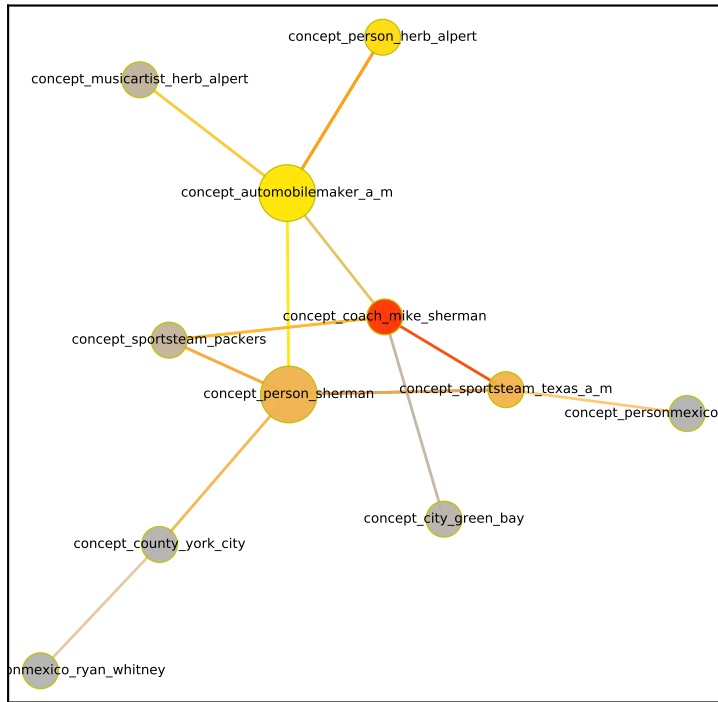 concept_person_herb_alpert
concept_musicartist_herb_alpert
concept_automobilemaker_a_m
concept_coach_mike_sherman
concept_sportsteam_packers
concept_person_sherman
concept_sportsteam_texas_a_m
concept_personmexico
concept_city_green_bay
concept_county_york_city
onmexico_ryan_whitney